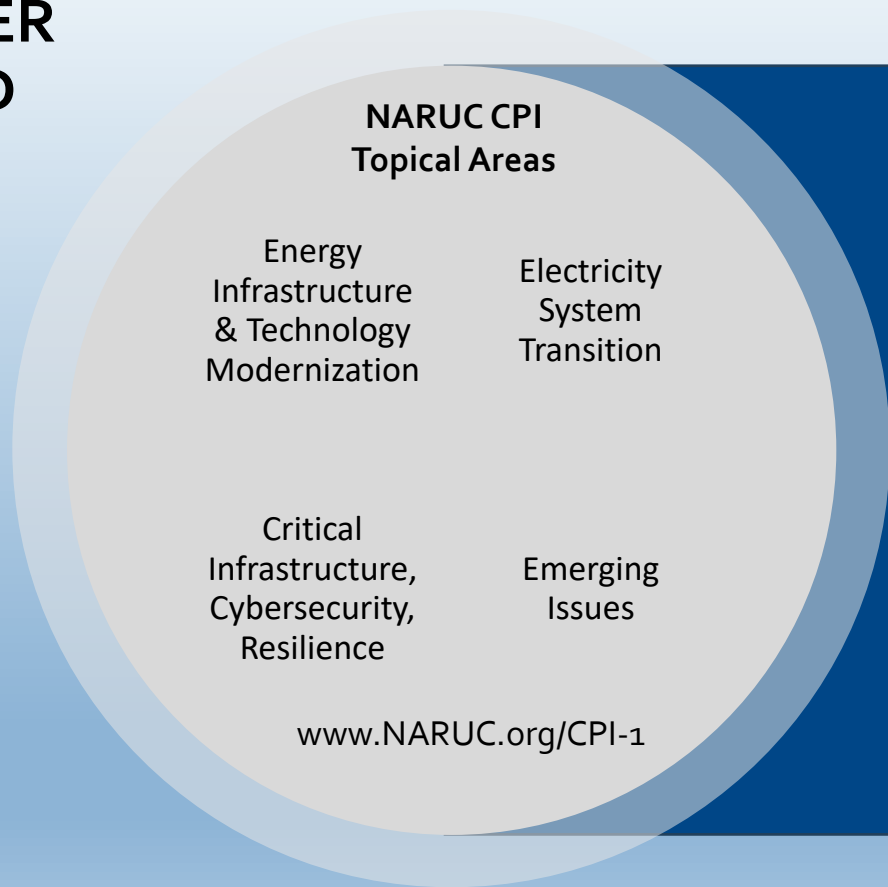 NARUC CPI
Topical Areas
Energy
Infrastructure
& Technology
Modernization
Electricity
System
Transition
Critical
Infrastructure,
Cybersecurity,
Resilience
Emerging
Issues
www.NARUC.org/CPI-1